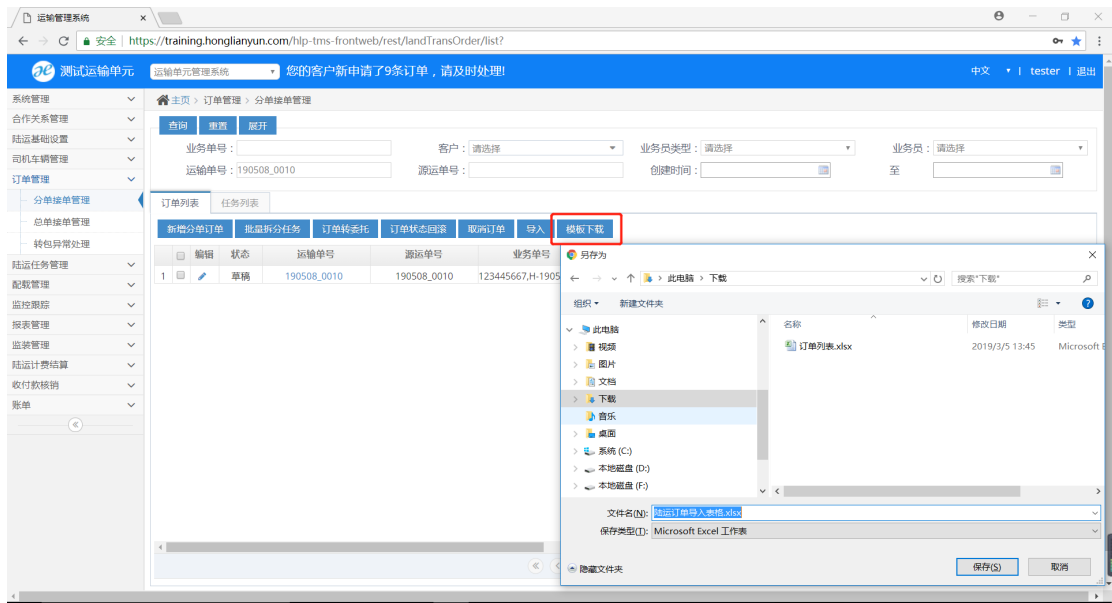 运输管理系统
安全 https://training.honglianyun.com/hlp-tms-frontweb/rest/landTransOrder/list?
测试运输单元 运输单元管理系统 您的客户新申请了9条订单，请及时处理! 中文 | tester | 退出
系统管理
合作关系管理
陆运基础设置
司机车辆管理
订单管理
分单接单管理
总单接单管理
转包异常处理
陆运任务管理
配载管理
监控跟踪
报表管理
监装管理
陆运计费结算
收付款核销
账单
主页 > 订单管理 > 分单接单管理
查询 重置 展开
业务单号： 客户：请选择 业务员类型：请选择 业务员：请选择
运输单号：190508_0010 源运单号： 创建时间： 至
订单列表 任务列表
新增分单订单 批量拆分任务 订单转委托 订单状态回滚 取消订单 导入 模板下载
编辑 状态 运输单号 源运单号 业务单号
1 草稿 190508_0010 190508_0010 123445667,H-1905
另存为
此电脑 > 下载 搜索"下载"
组织 新建文件夹
名称 修改日期 类型
此电脑
视频
图片
文档
下载
音乐
桌面
系统 (C:)
本地磁盘 (D:)
本地磁盘 (F:)
订单列表.xlsx 2019/3/5 13:45 Microsoft E
文件名(N): 陆运订单导入表格.xlsx
保存类型(T): Microsoft Excel 工作表
隐藏文件夹 保存(S) 取消